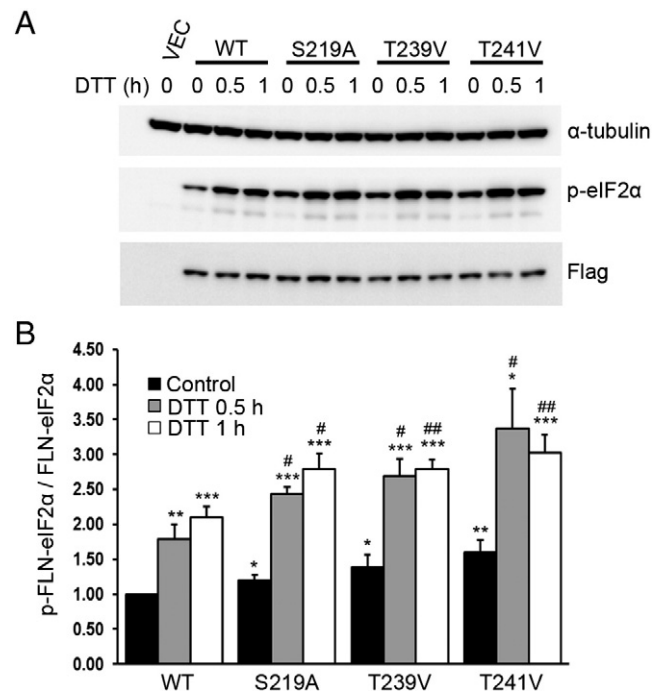 A
VEC WT S219A T239V T241V
DTT (h) 0 0 0.5 1 0 0.5 1 0 0.5 1 0 0.5 1
α-tubulin
p-eIF2α
Flag
B
p-FLN-eIF2α / FLN-eIF2α
4.50
4.00
3.50
3.00
2.50
2.00
1.50
1.00
0.50
0.00
Control
DTT 0.5 h
DTT 1 h
** ***
* # *** # ***
* # *** ## ***
** # * ## ***
WT S219A T239V T241V